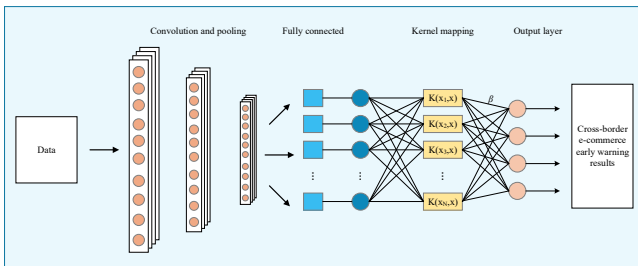 Convolution and pooling
Fully connected
Kernel mapping
Output layer
Data
K(x₁,x)
K(x₂,x)
K(x₃,x)
⋮
⋮
⋮
K(x_N,x)
β
Cross-border
e-commerce
early warning
results